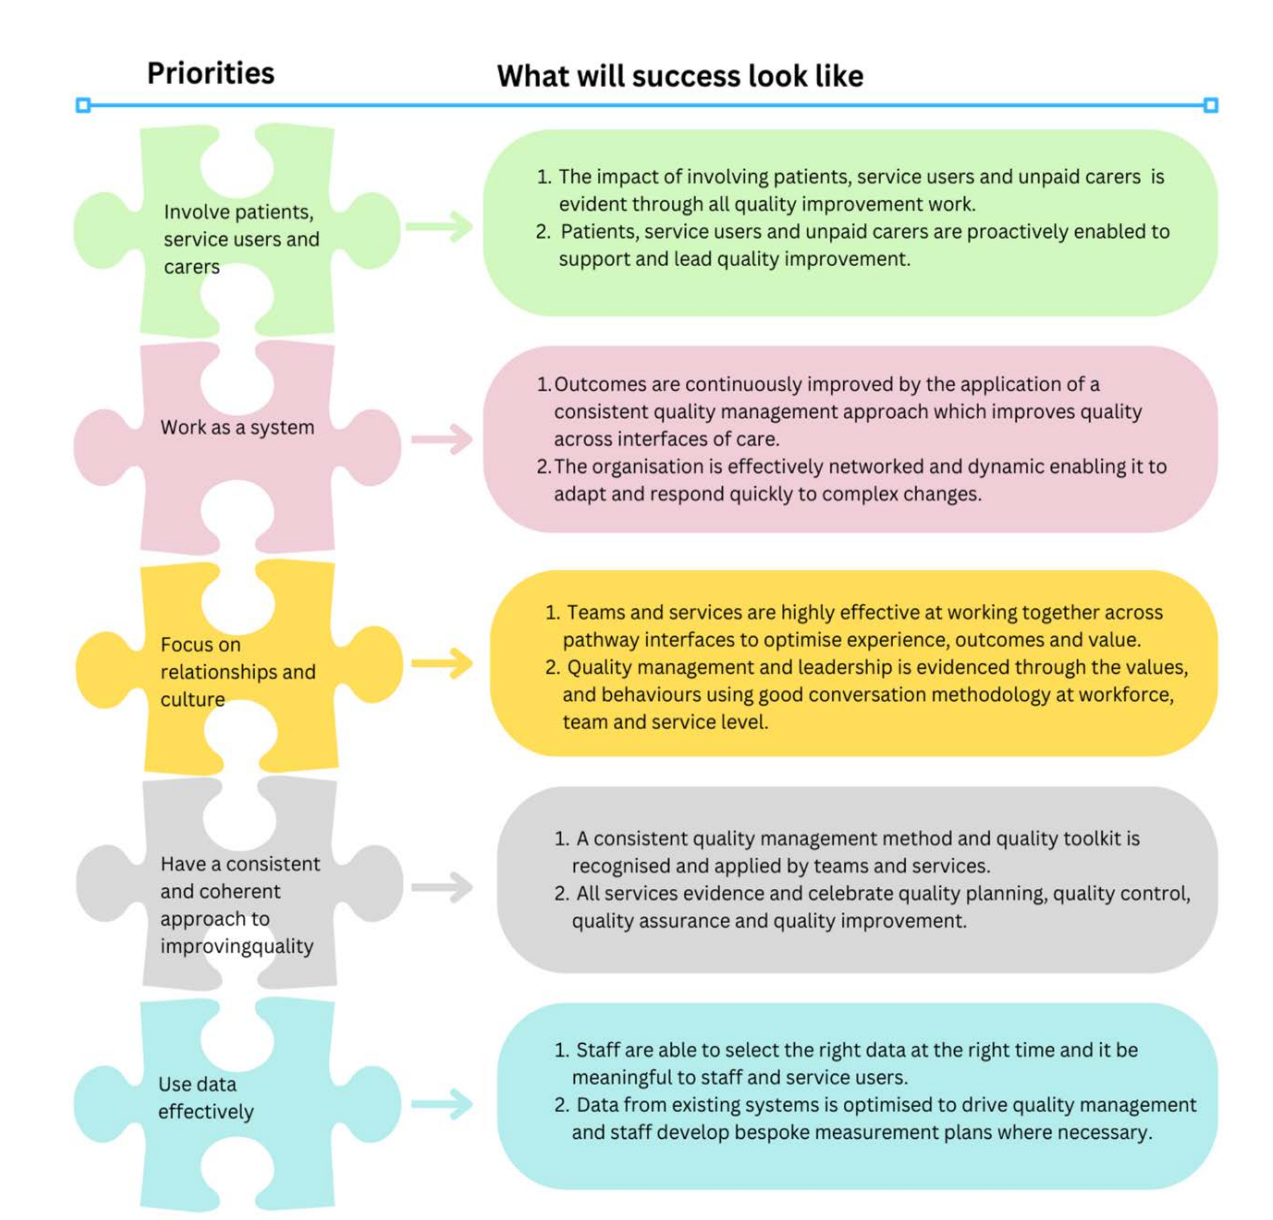 Priorities
What will success look like
Involve patients,
service users and
carers
1. The impact of involving patients, service users and unpaid carers is
evident through all quality improvement work.
2. Patients, service users and unpaid carers are proactively enabled to
support and lead quality improvement.
Work as a system
1. Outcomes are continuously improved by the application of a
consistent quality management approach which improves quality
across interfaces of care.
2. The organisation is effectively networked and dynamic enabling it to
adapt and respond quickly to complex changes.
Focus on
relationships and
culture
1. Teams and services are highly effective at working together across
pathway interfaces to optimise experience, outcomes and value.
2. Quality management and leadership is evidenced through the values,
and behaviours using good conversation methodology at workforce,
team and service level.
Have a consistent
and coherent
approach to
improvingquality
1. A consistent quality management method and quality toolkit is
recognised and applied by teams and services.
2. All services evidence and celebrate quality planning, quality control,
quality assurance and quality improvement.
Use data
effectively
1. Staff are able to select the right data at the right time and it be
meaningful to staff and service users.
2. Data from existing systems is optimised to drive quality management
and staff develop bespoke measurement plans where necessary.